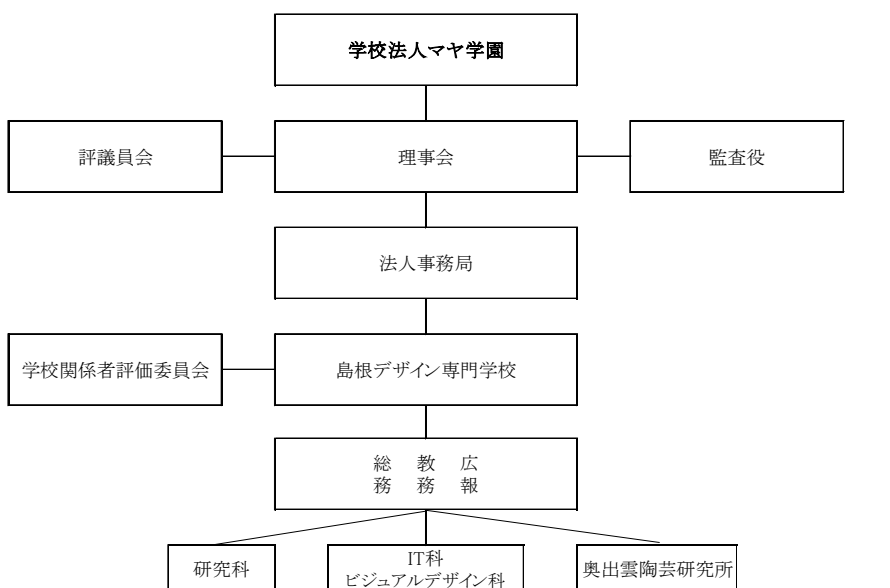 学校法人マヤ学園
評議員会
理事会
監査役
法人事務局
学校関係者評価委員会
島根デザイン専門学校
総 教 広
務 務 報
研究科
IT科
ビジュアルデザイン科
奥出雲陶芸研究所